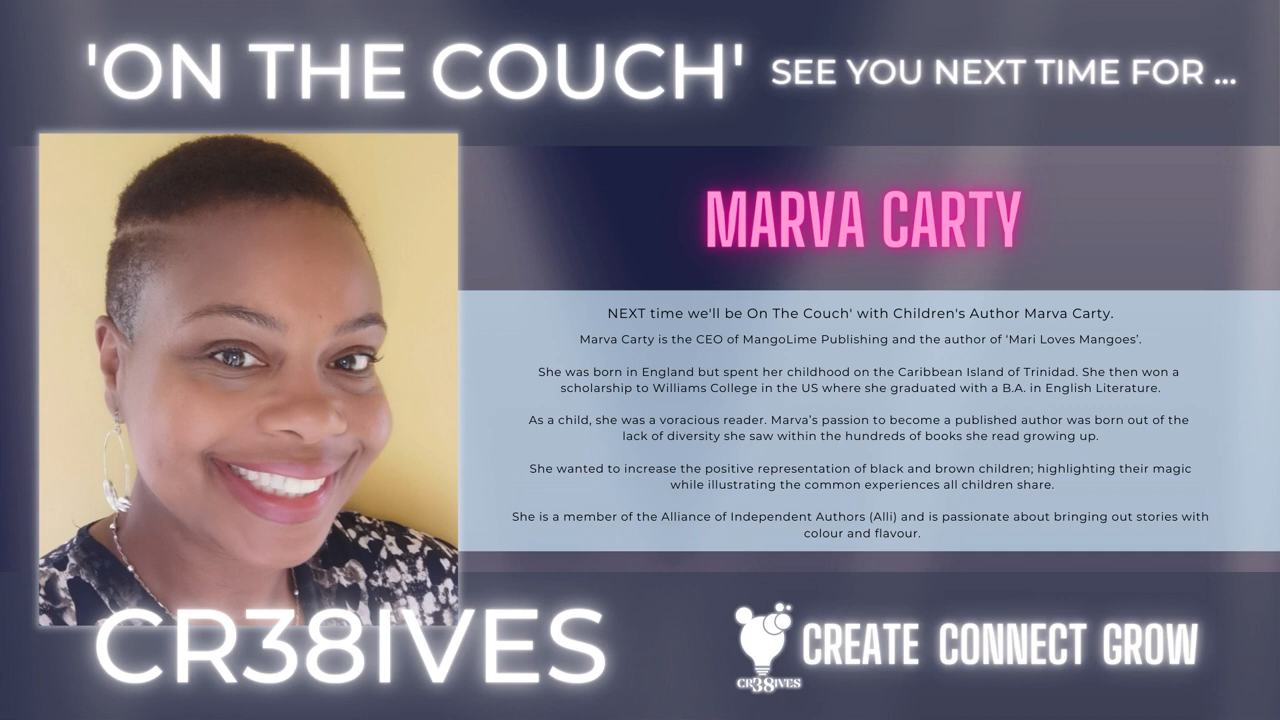 'ON THE COUCH'
SEE YOU NEXT TIME FOR ...
MARVA CARTY
NEXT time we'll be On The Couch' with Children's Author Marva Carty.
Marva Carty is the CEO of MangoLime Publishing and the author of ‘Mari Loves Mangoes’.
She was born in England but spent her childhood on the Caribbean Island of Trinidad. She then won a
scholarship to Williams College in the US where she graduated with a B.A. in English Literature.
As a child, she was a voracious reader. Marva’s passion to become a published author was born out of the
lack of diversity she saw within the hundreds of books she read growing up.
She wanted to increase the positive representation of black and brown children; highlighting their magic
while illustrating the common experiences all children share.
She is a member of the Alliance of Independent Authors (Alli) and is passionate about bringing out stories with
colour and flavour.
CR38IVES
CR38IVES
CREATE CONNECT GROW